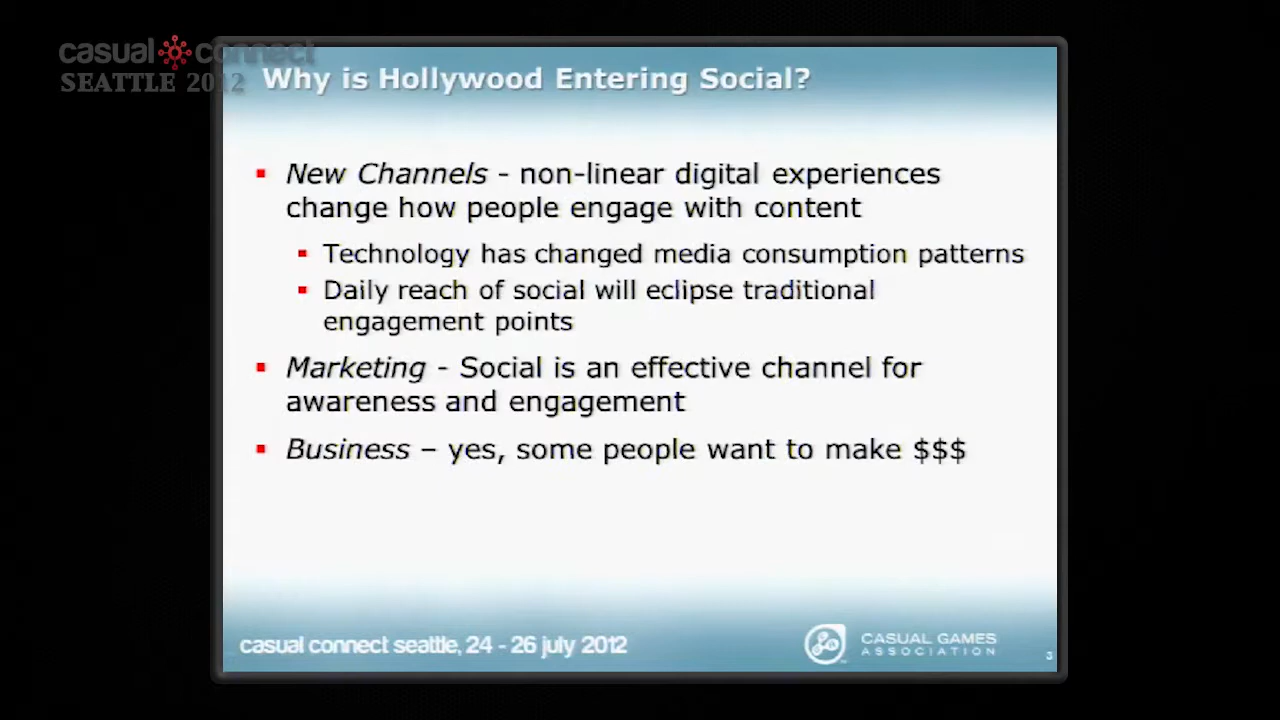 casual connect
SEATTLE 2012
Why is Hollywood Entering Social?
New Channels - non-linear digital experiences
change how people engage with content
Technology has changed media consumption patterns
Daily reach of social will eclipse traditional
engagement points
Marketing - Social is an effective channel for
awareness and engagement
Business – yes, some people want to make $$$
casual connect seattle, 24 - 26 july 2012
CASUAL GAMES
ASSOCIATION
3